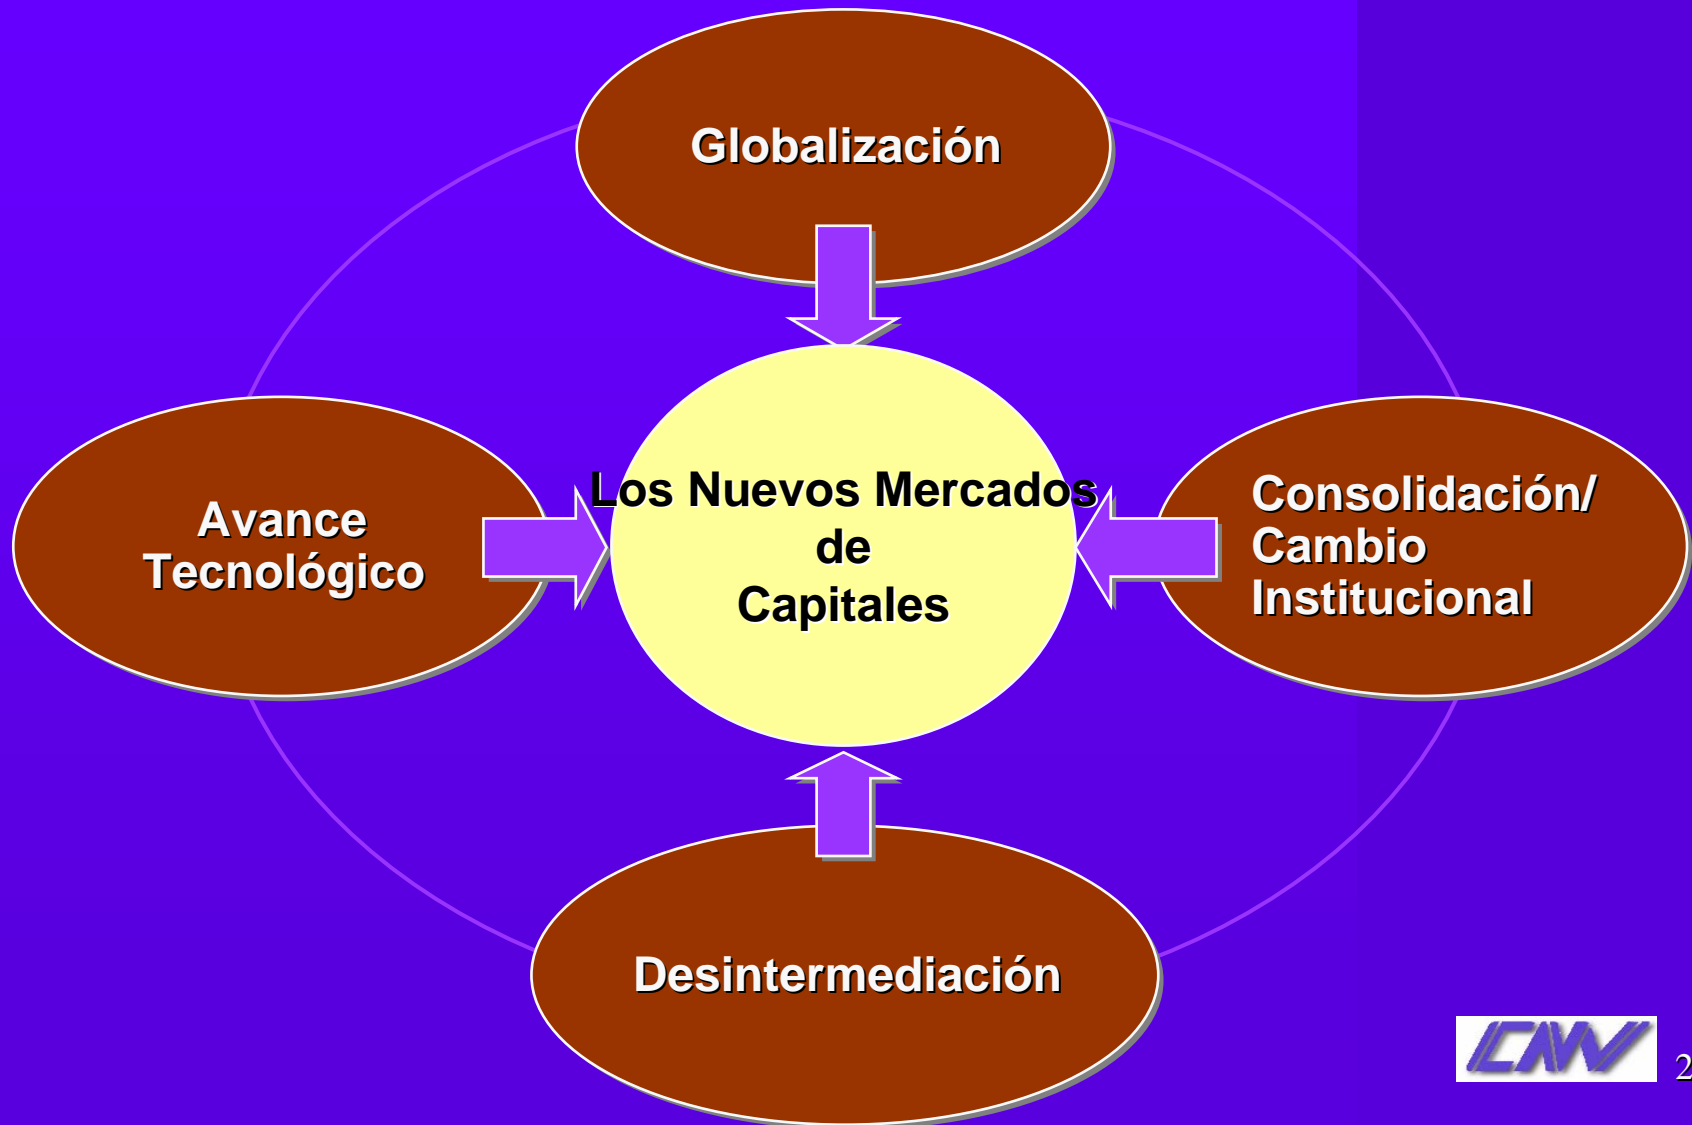 Globalización
Avance
Tecnológico
Los Nuevos Mercados
de
Capitales
Consolidación/
Cambio
Institucional
Desintermediación
CNV
2